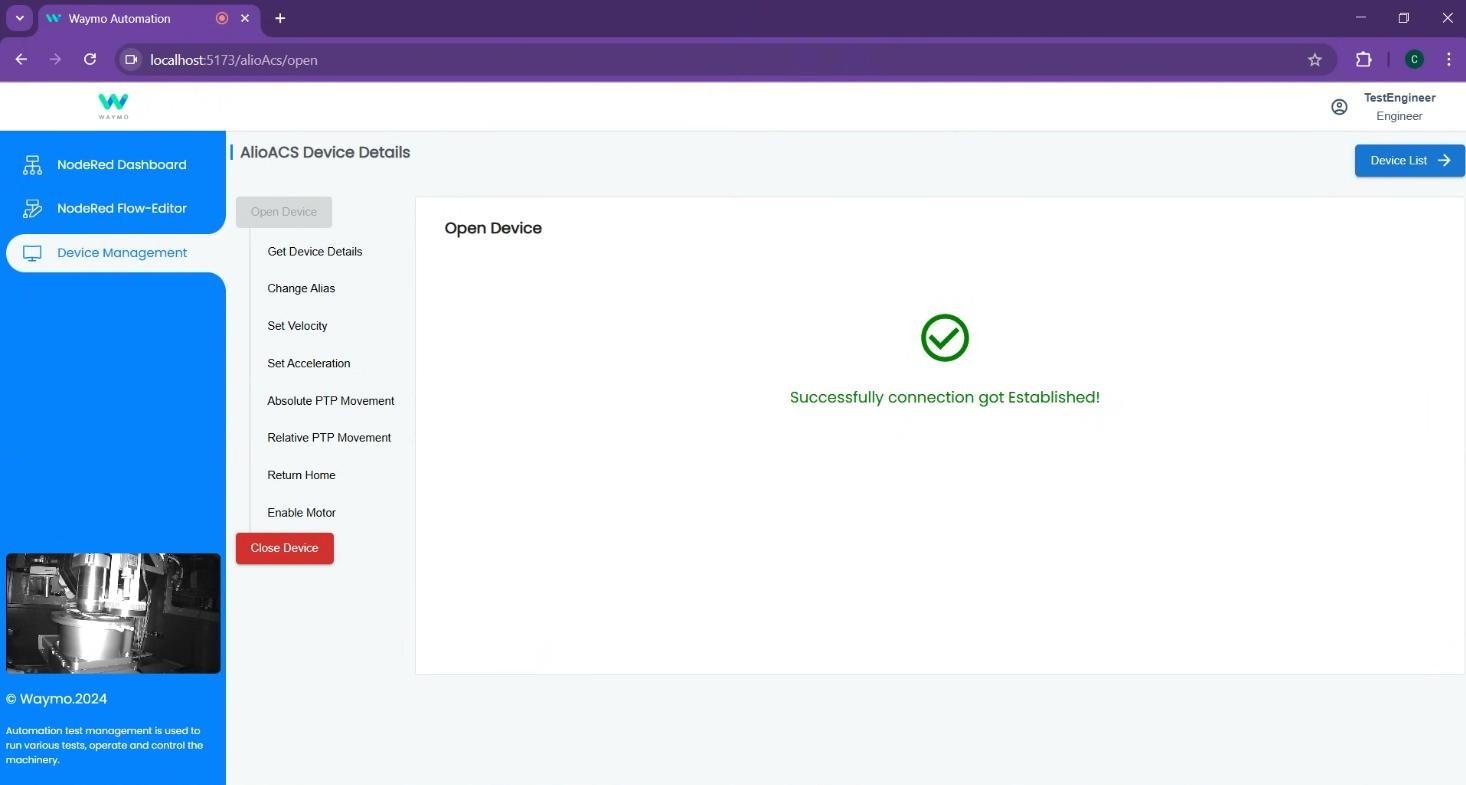 Waymo Automation
localhost:5173/alioAcs/open
C
WAYMO
TestEngineer
Engineer
NodeRed Dashboard
NodeRed Flow-Editor
Device Management
AlioACS Device Details
Device List
Open Device
Get Device Details
Change Alias
Set Velocity
Set Acceleration
Absolute PTP Movement
Relative PTP Movement
Return Home
Enable Motor
Close Device
Open Device
Successfully connection got Established!
© Waymo.2024
Automation test management is used to
run various tests, operate and control the
machinery.